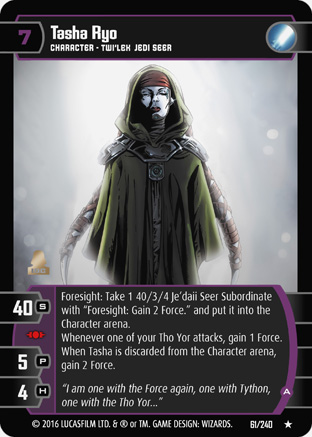 7
Tasha Ryo
CHARACTER • TWI'LEK JEDI SEER
40 S
5 P
4 H
Foresight: Take 1 40/3/4 Je'daii Seer Subordinate
with "Foresight: Gain 2 Force." and put it into the
Character arena.
Whenever one of your Tho Yor attacks, gain 1 Force.
When Tasha is discarded from the Character arena,
gain 2 Force.
"I am one with the Force again, one with Tython,
one with the Tho Yor..."
A
© 2016 LUCASFILM LTD. & ® or TM. GAME DESIGN: WIZARDS. 61/240 ★